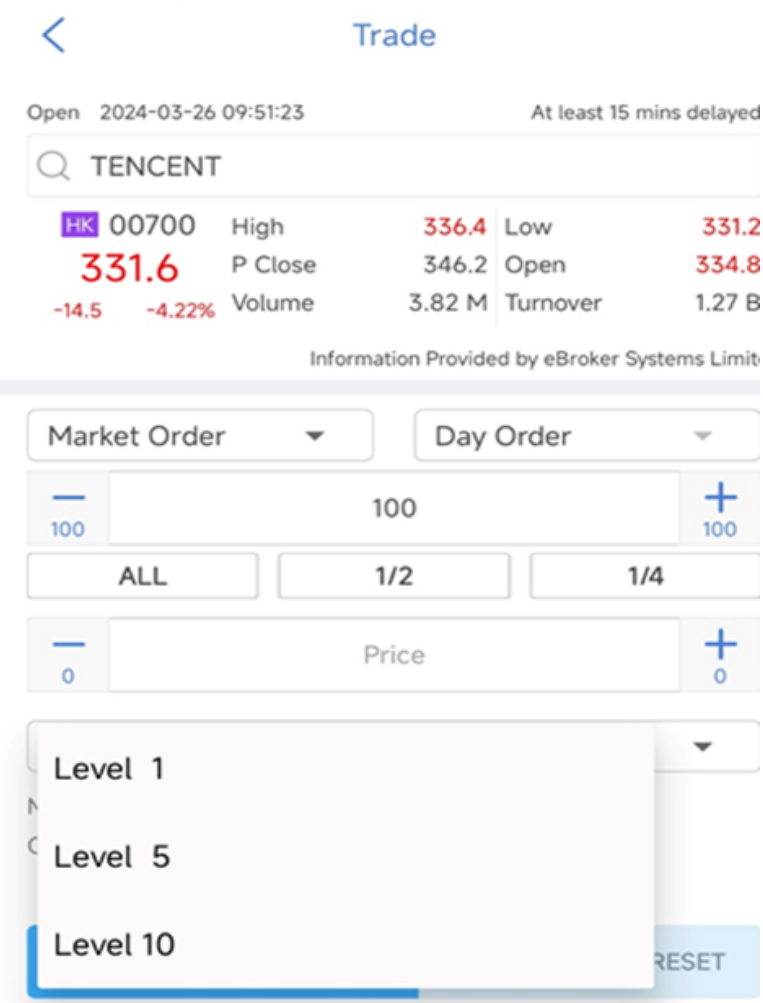 Trade
Open 2024-03-26 09:51:23 At least 15 mins delayed
TENCENT
HK 00700 High 336.4 Low 331.2
331.6 P Close 346.2 Open 334.8
-14.5 -4.22% Volume 3.82 M Turnover 1.27 B
Information Provided by eBroker Systems Limit
Market Order Day Order
100 100 100
ALL 1/2 1/4
0 Price 0
Level 1
Level 5
Level 10
RESET